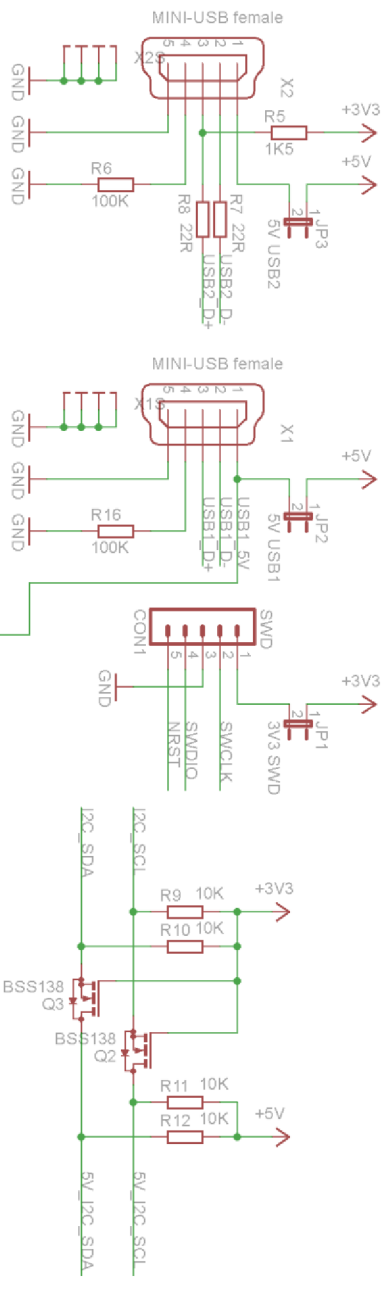 MINI-USB female
5 4 3 2 1
X2S
X2
GND
GND
GND
R5
1K5
+3V3
+5V
R6
100K
R8
22R
R7
22R
USB2_D+
USB2_D-
2 1
JP3
5V USB2
MINI-USB female
5 4 3 2 1
X1S
X1
GND
GND
GND
+5V
R16
100K
USB1_D+
USB1_D-
USB1_5V
2 1
JP2
5V USB1
CON1
SWD
5 4 3 2 1
GND
NRST
SWDIO
SWCLK
+3V3
2 1
JP1
3V3 SWD
I2C_SDA
I2C_SCL
R9 10K
+3V3
R10 10K
BSS138
Q3
BSS138
Q2
R11 10K
R12 10K
+5V
5V_I2C_SDA
5V_I2C_SCL